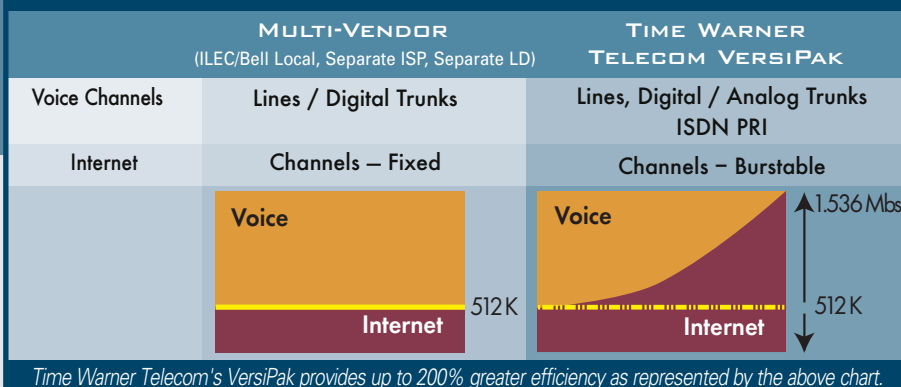 MULTI-VENDOR
(ILEC/Bell Local, Separate ISP, Separate LD)
TIME WARNER
TELECOM VERSIPAK
Voice Channels
Lines / Digital Trunks
Lines, Digital / Analog Trunks
ISDN PRI
Internet
Channels – Fixed
Channels – Burstable
Voice
512K
Internet
Voice
1.536 Mbs
512K
Internet
Time Warner Telecom's VersiPak provides up to 200% greater efficiency as represented by the above chart.